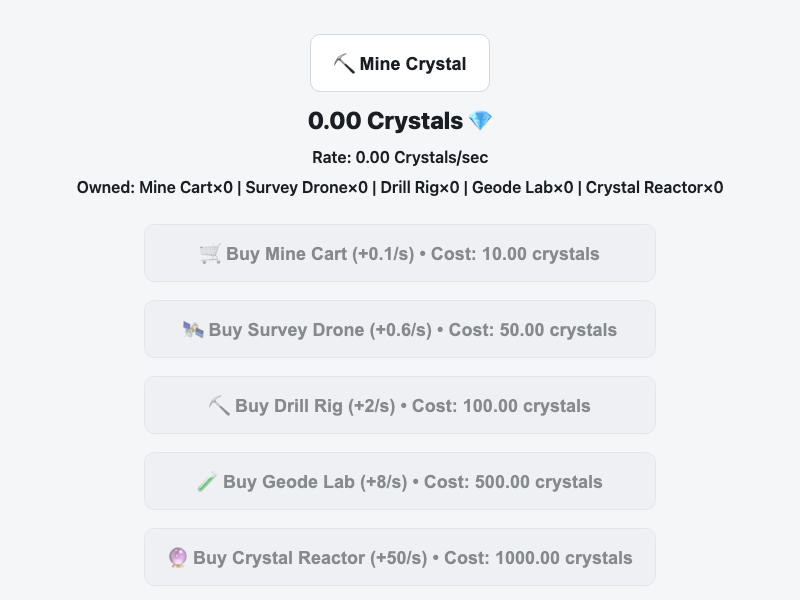 ⛏️ Mine Crystal
0.00 Crystals 💎
Rate: 0.00 Crystals/sec
Owned: Mine Cart×0 | Survey Drone×0 | Drill Rig×0 | Geode Lab×0 | Crystal Reactor×0
🛒 Buy Mine Cart (+0.1/s) • Cost: 10.00 crystals
🛰️ Buy Survey Drone (+0.6/s) • Cost: 50.00 crystals
⛏️ Buy Drill Rig (+2/s) • Cost: 100.00 crystals
🧪 Buy Geode Lab (+8/s) • Cost: 500.00 crystals
🔮 Buy Crystal Reactor (+50/s) • Cost: 1000.00 crystals